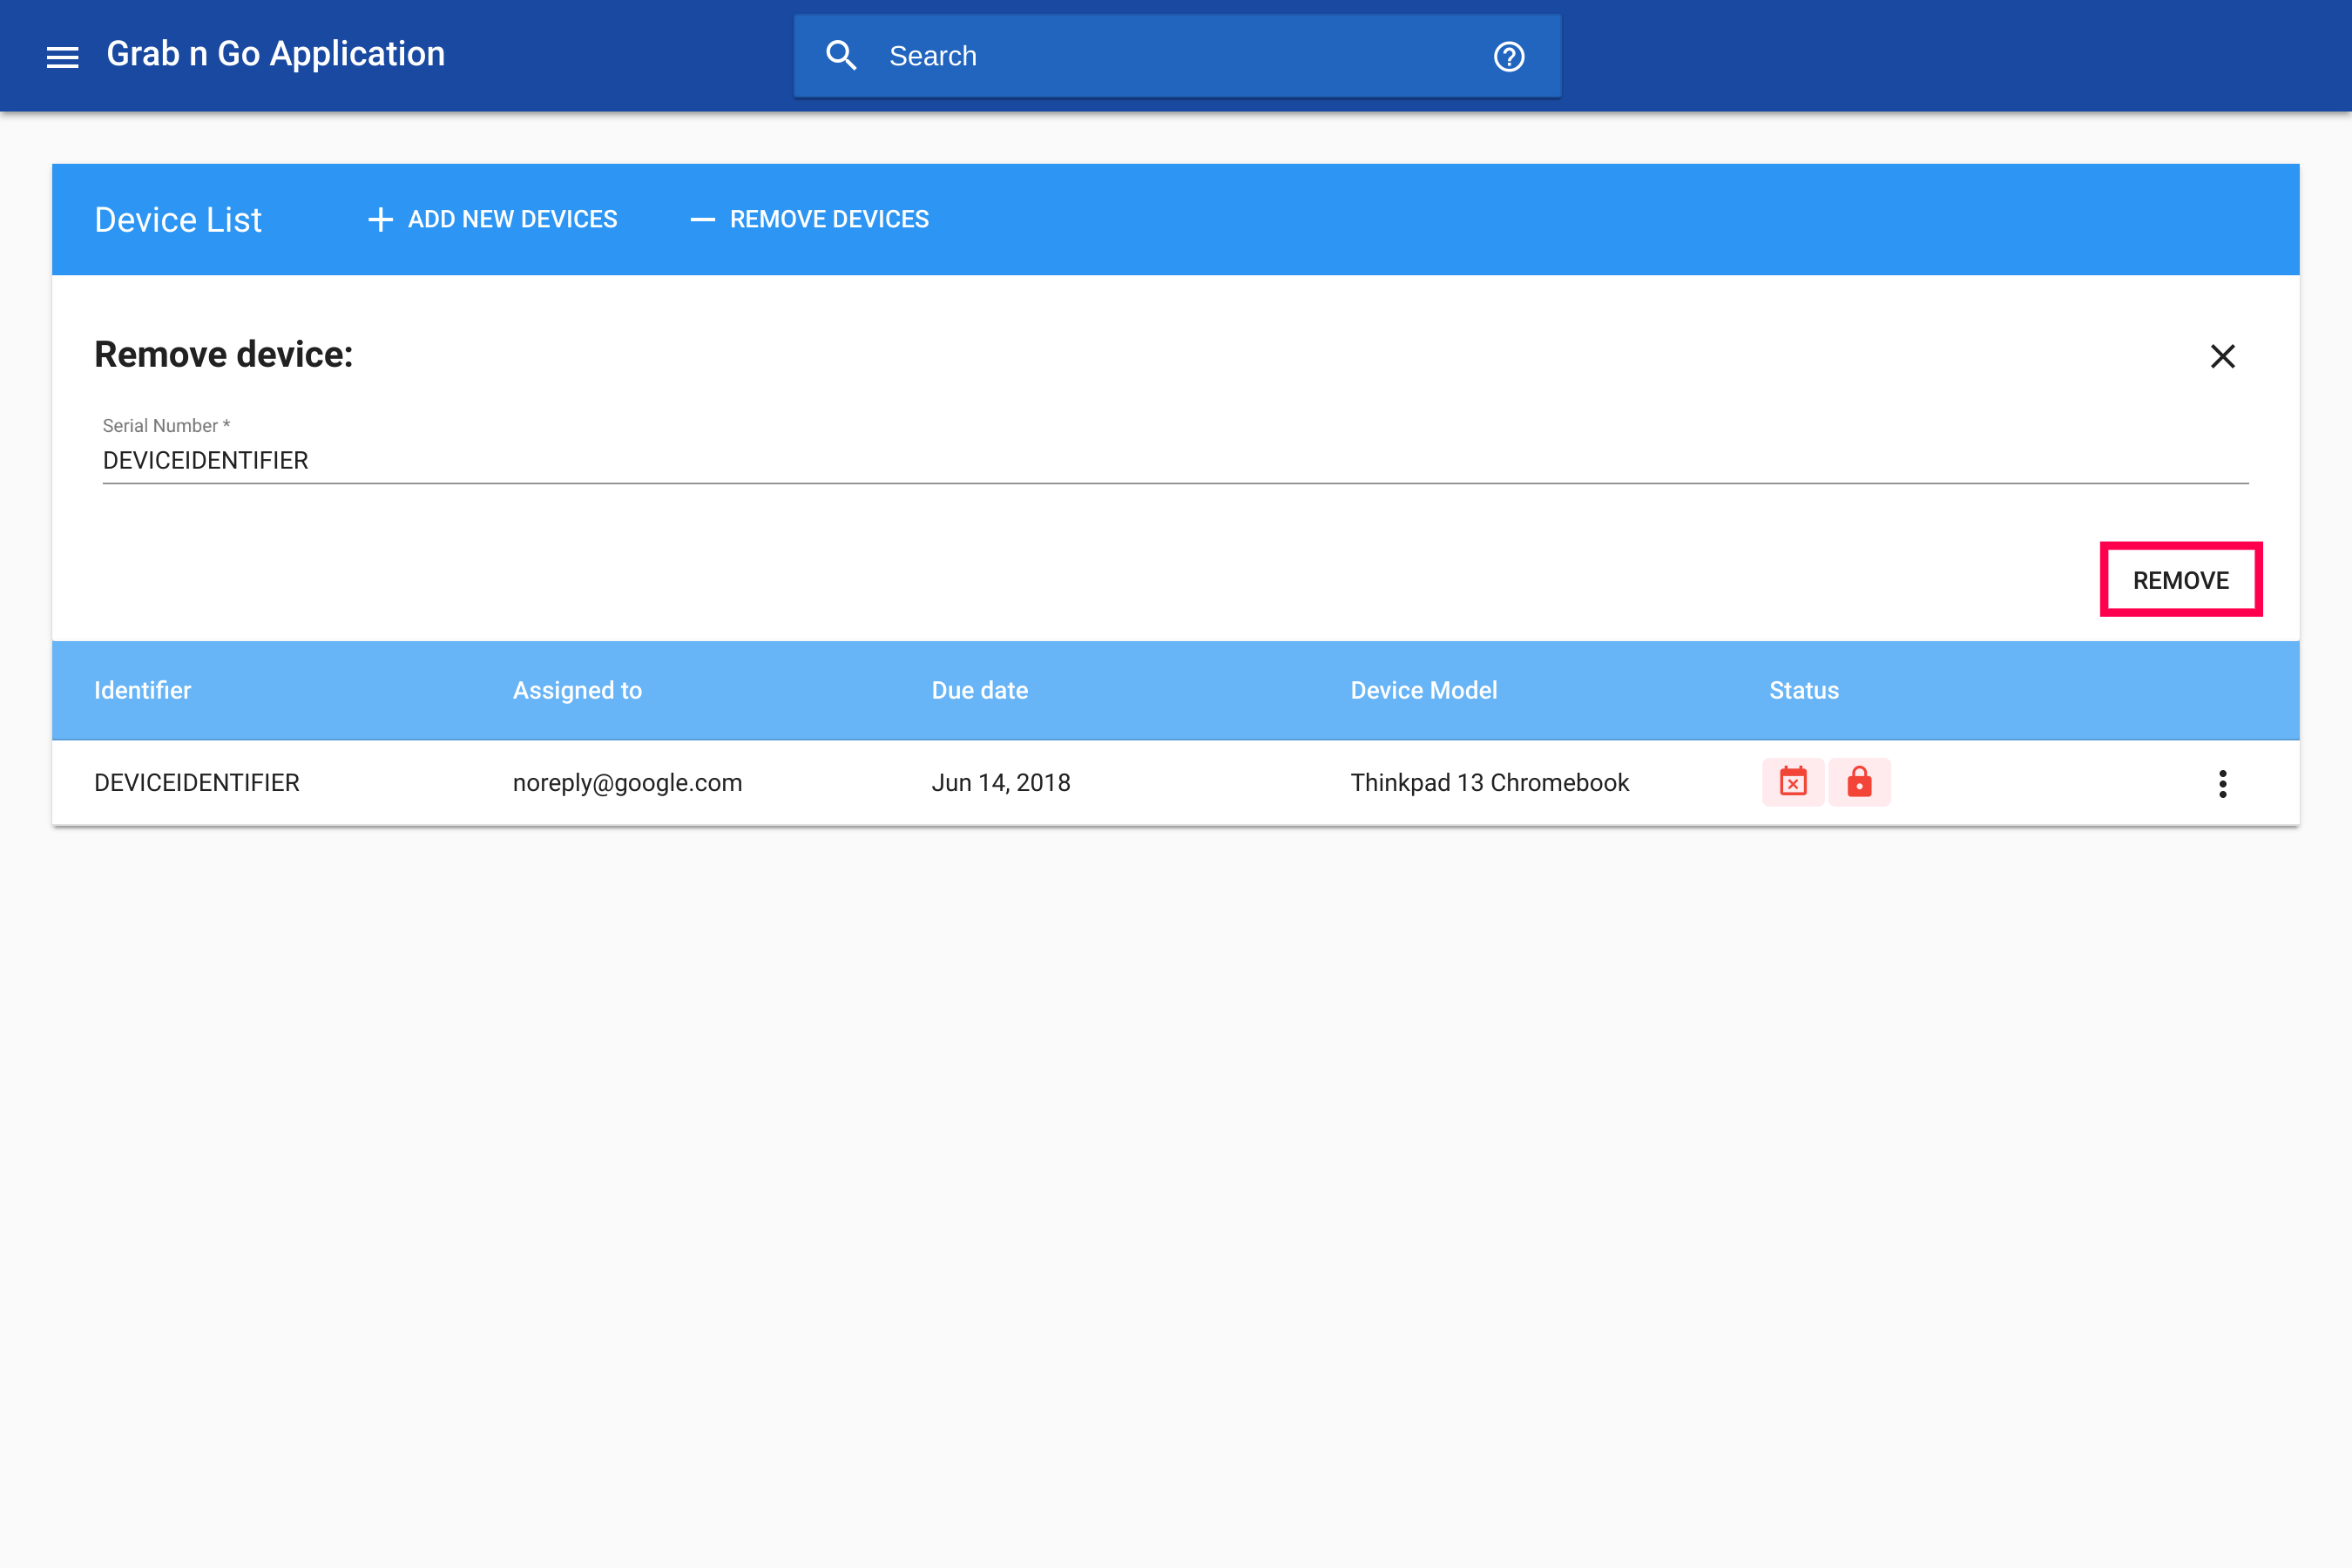 Grab n Go Application
Search
Device List
ADD NEW DEVICES
REMOVE DEVICES
Remove device:
Serial Number *
DEVICEIDENTIFIER
REMOVE
Identifier Assigned to Due date Device Model Status
DEVICEIDENTIFIER noreply@google.com Jun 14, 2018 Thinkpad 13 Chromebook